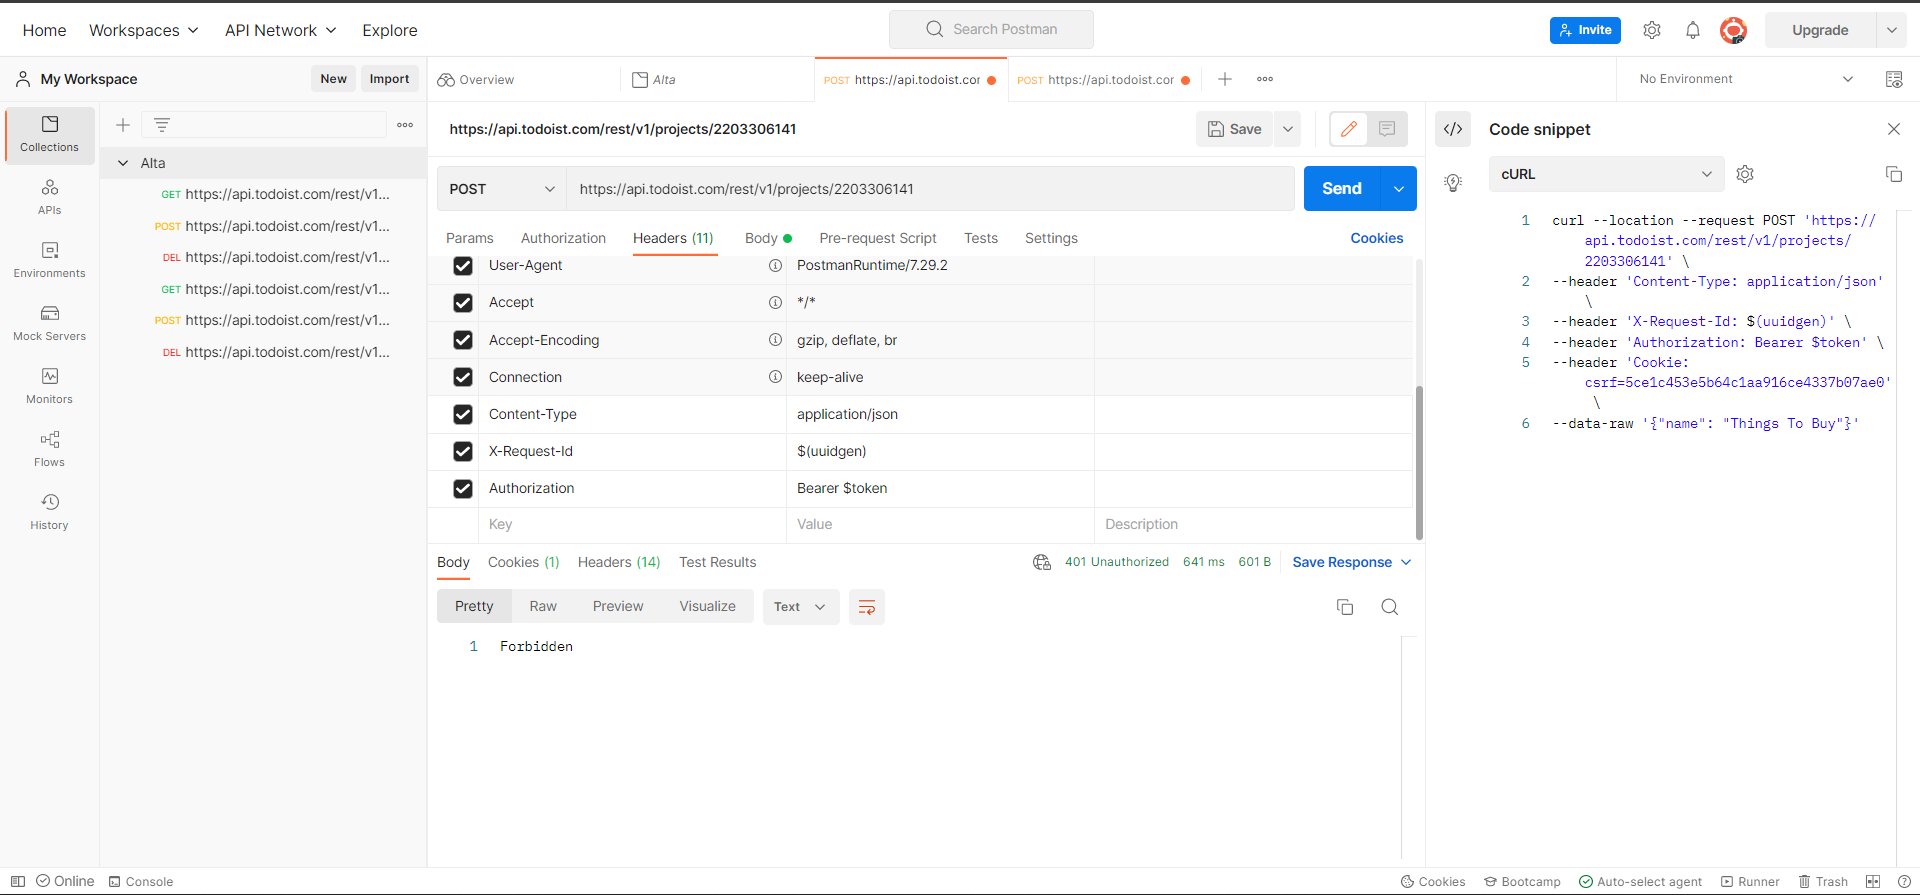 Home
Workspaces
API Network
Explore
Search Postman
Invite
Upgrade
My Workspace
New
Import
Overview
Alta
POST https://api.todoist.cor
POST https://api.todoist.cor
No Environment
Collections
APIs
Environments
Mock Servers
Monitors
Flows
History
Alta
GET https://api.todoist.com/rest/v1...
POST https://api.todoist.com/rest/v1...
DEL https://api.todoist.com/rest/v1...
GET https://api.todoist.com/rest/v1...
POST https://api.todoist.com/rest/v1...
DEL https://api.todoist.com/rest/v1...
https://api.todoist.com/rest/v1/projects/2203306141
Save
POST
https://api.todoist.com/rest/v1/projects/2203306141
Send
Params
Authorization
Headers (11)
Body
Pre-request Script
Tests
Settings
Cookies
User-Agent PostmanRuntime/7.29.2
Accept */*
Accept-Encoding gzip, deflate, br
Connection keep-alive
Content-Type application/json
X-Request-Id $(uuidgen)
Authorization Bearer $token
Key Value Description
Body
Cookies (1)
Headers (14)
Test Results
401 Unauthorized
641 ms
601 B
Save Response
Pretty
Raw
Preview
Visualize
Text
1 Forbidden
Code snippet
cURL
1 curl --location --request POST 'https://
api.todoist.com/rest/v1/projects/
2203306141' \
2 --header 'Content-Type: application/json'
\
3 --header 'X-Request-Id: $(uuidgen)' \
4 --header 'Authorization: Bearer $token' \
5 --header 'Cookie:
csrf=5ce1c453e5b64c1aa916ce4337b07ae0'
\
6 --data-raw '{"name": "Things To Buy"}'
Online
Console
Cookies
Bootcamp
Auto-select agent
Runner
Trash